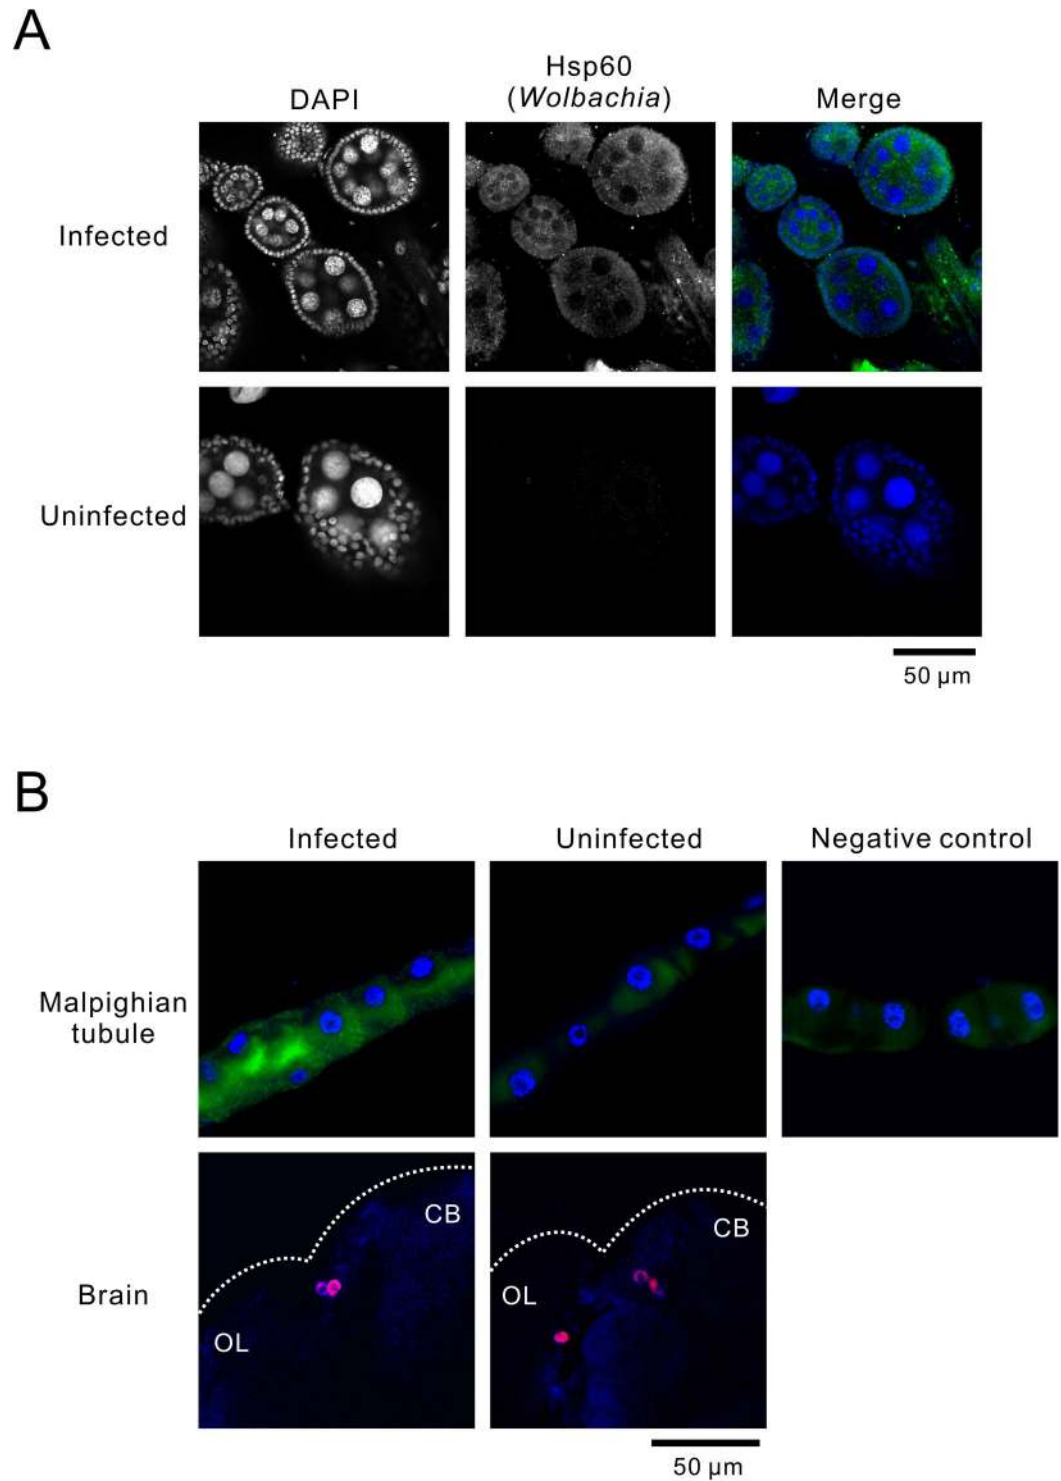 A
DAPI
Hsp60
(Wolbachia)
Merge
Infected
Uninfected
50 µm
B
Infected
Uninfected
Negative control
Malpighian
tubule
Brain
CB
OL
CB
OL
50 µm